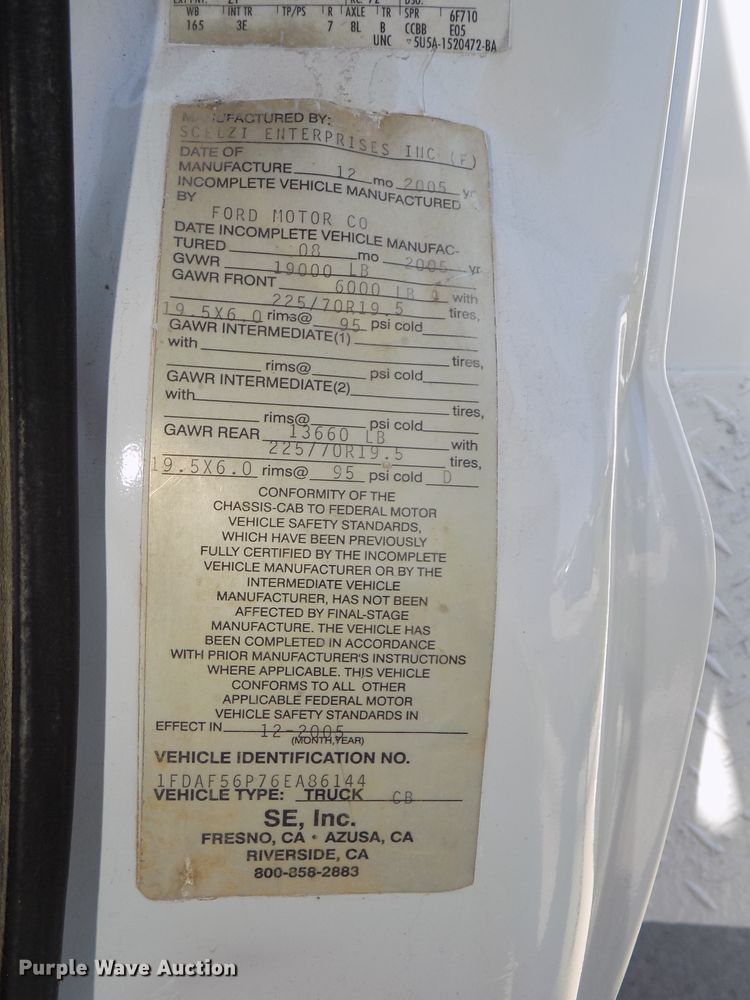 WB INT TR TP/PS R AXLE TR SPR 6F710
165 3E 7 8L B CCBB E05
UNC 5U5A-1520472-BA
MANUFACTURED BY:
SCELZI ENTERPRISES INC (F)
DATE OF
MANUFACTURE 12 mo 2005 yr
INCOMPLETE VEHICLE MANUFACTURED
BY
FORD MOTOR CO
DATE INCOMPLETE VEHICLE MANUFAC-
TURED 08 mo 2005 yr
GVWR 19000 LB
GAWR FRONT 6000 LB with
225/70R19.5 tires,
19.5X6.0 rims@ 95 psi cold
GAWR INTERMEDIATE(1)
with tires,
rims@ psi cold
GAWR INTERMEDIATE(2)
with tires,
rims@ psi cold
GAWR REAR 13660 LB with
225/70R19.5 tires,
19.5X6.0 rims@ 95 psi cold D
CONFORMITY OF THE
CHASSIS-CAB TO FEDERAL MOTOR
VEHICLE SAFETY STANDARDS,
WHICH HAVE BEEN PREVIOUSLY
FULLY CERTIFIED BY THE INCOMPLETE
VEHICLE MANUFACTURER OR BY THE
INTERMEDIATE VEHICLE
MANUFACTURER, HAS NOT BEEN
AFFECTED BY FINAL-STAGE
MANUFACTURE. THE VEHICLE HAS
BEEN COMPLETED IN ACCORDANCE
WITH PRIOR MANUFACTURER'S INSTRUCTIONS
WHERE APPLICABLE. THIS VEHICLE
CONFORMS TO ALL OTHER
APPLICABLE FEDERAL MOTOR
VEHICLE SAFETY STANDARDS IN
EFFECT IN 12-2005
(MONTH,YEAR)
VEHICLE IDENTIFICATION NO.
1FDAF56P76EA86144
VEHICLE TYPE: TRUCK CB
SE, Inc.
FRESNO, CA • AZUSA, CA
RIVERSIDE, CA
800-858-2883
Purple Wave Auction